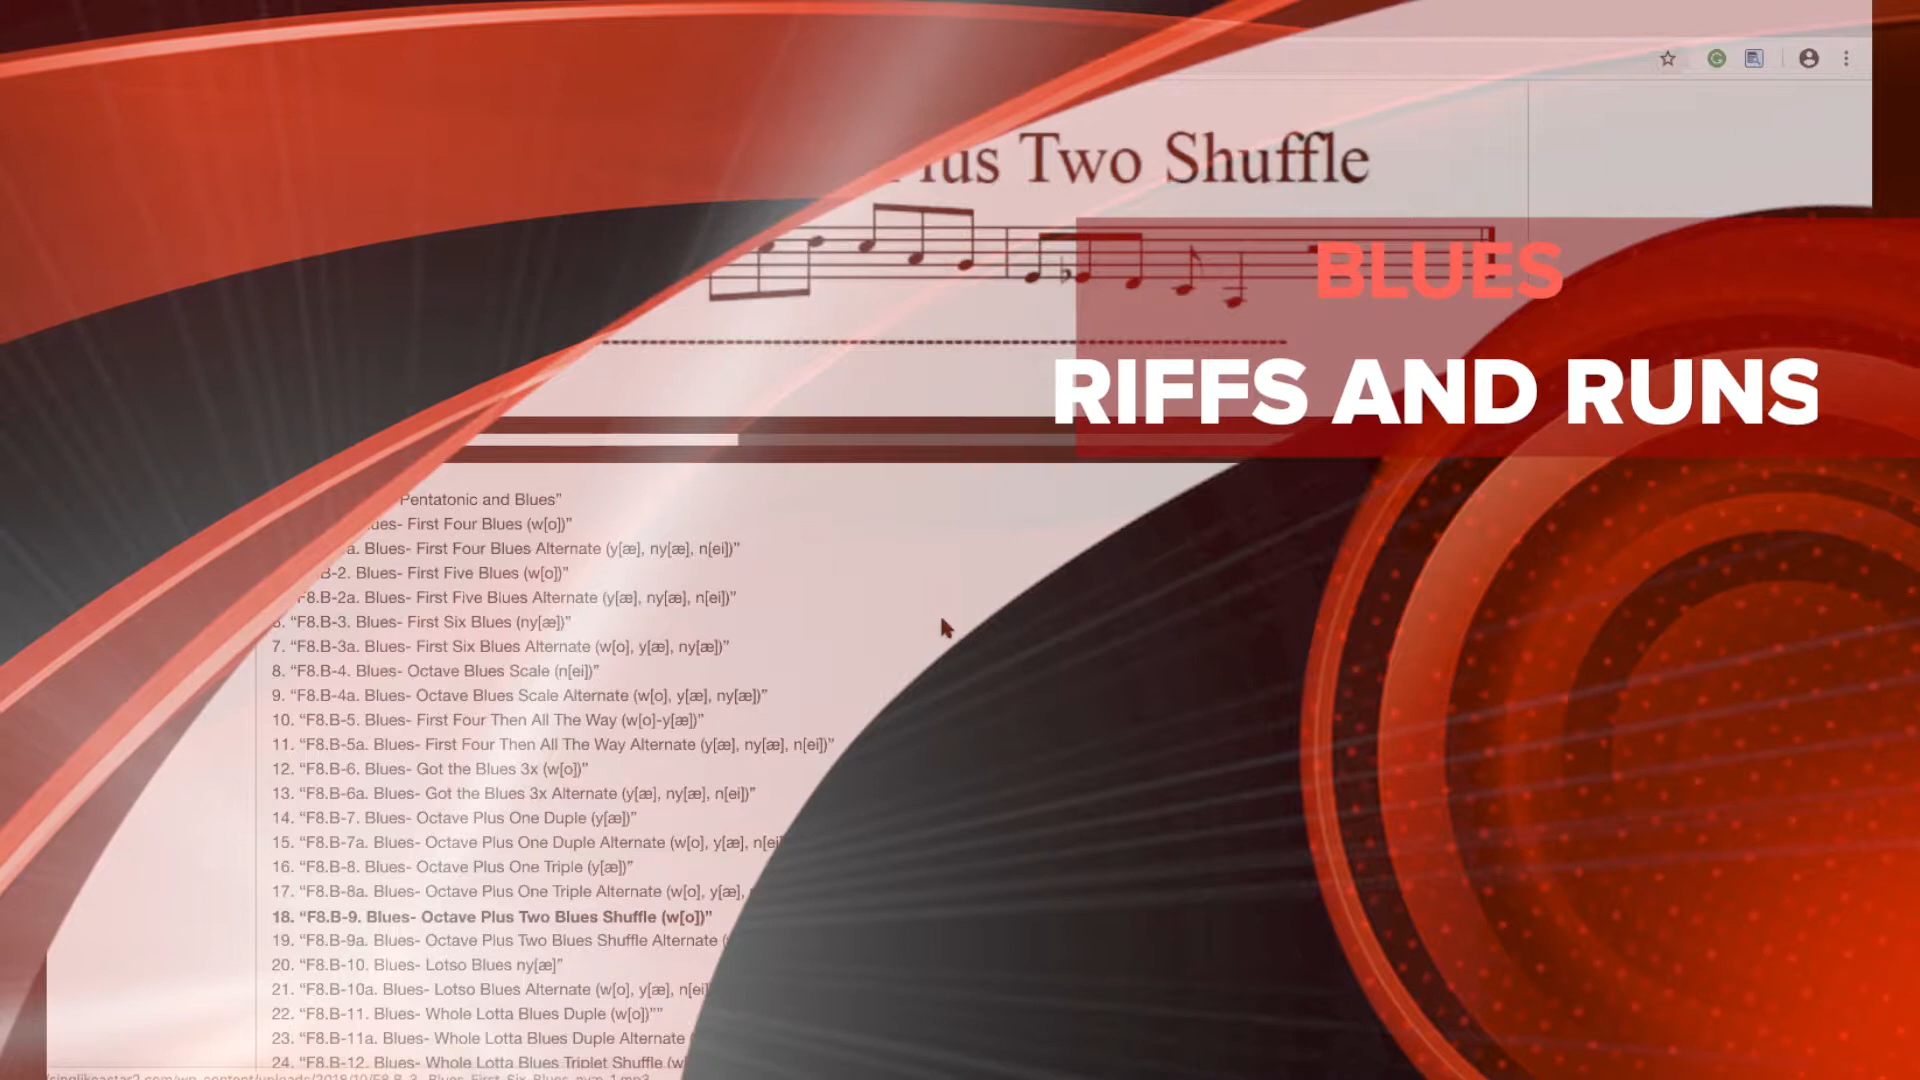 Plus Two Shuffle
BLUES
RIFFS AND RUNS
Pentatonic and Blues”
Blues- First Four Blues (w[o])”
a. Blues- First Four Blues Alternate (y[æ], ny[æ], n[ei])”
B-2. Blues- First Five Blues (w[o])”
F8.B-2a. Blues- First Five Blues Alternate (y[æ], ny[æ], n[ei])”
6. “F8.B-3. Blues- First Six Blues (ny[æ])”
7. “F8.B-3a. Blues- First Six Blues Alternate (w[o], y[æ], ny[æ])”
8. “F8.B-4. Blues- Octave Blues Scale (n[ei])”
9. “F8.B-4a. Blues- Octave Blues Scale Alternate (w[o], y[æ], ny[æ])”
10. “F8.B-5. Blues- First Four Then All The Way (w[o]-y[æ])”
11. “F8.B-5a. Blues- First Four Then All The Way Alternate (y[æ], ny[æ], n[ei])”
12. “F8.B-6. Blues- Got the Blues 3x (w[o])”
13. “F8.B-6a. Blues- Got the Blues 3x Alternate (y[æ], ny[æ], n[ei])”
14. “F8.B-7. Blues- Octave Plus One Duple (y[æ])”
15. “F8.B-7a. Blues- Octave Plus One Duple Alternate (w[o], y[æ], n[ei
16. “F8.B-8. Blues- Octave Plus One Triple (y[æ])”
17. “F8.B-8a. Blues- Octave Plus One Triple Alternate (w[o], y[æ],
18. “F8.B-9. Blues- Octave Plus Two Blues Shuffle (w[o])”
19. “F8.B-9a. Blues- Octave Plus Two Blues Shuffle Alternate (
20. “F8.B-10. Blues- Lotso Blues ny[æ]”
21. “F8.B-10a. Blues- Lotso Blues Alternate (w[o], y[æ], n[ei]
22. “F8.B-11. Blues- Whole Lotta Blues Duple (w[o])””
23. “F8.B-11a. Blues- Whole Lotta Blues Duple Alternate (
24. “F8.B-12. Blues- Whole Lotta Blues Triplet Shuffle (w